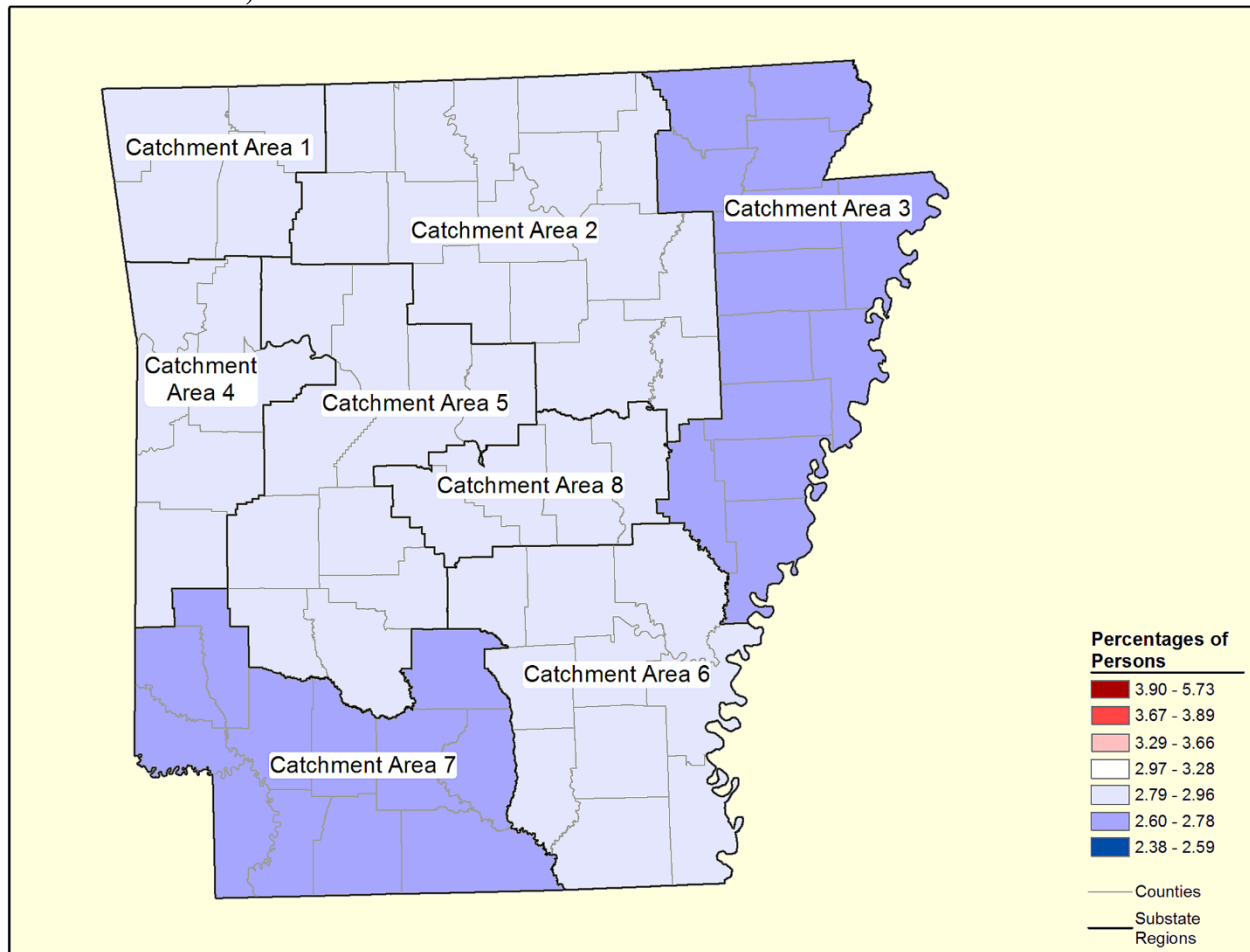 Catchment Area 1
Catchment Area 3
Catchment Area 2
Catchment
Area 4
Catchment Area 5
Catchment Area 8
Catchment Area 6
Catchment Area 7
Percentages of
Persons
3.90 - 5.73
3.67 - 3.89
3.29 - 3.66
2.97 - 3.28
2.79 - 2.96
2.60 - 2.78
2.38 - 2.59
Counties
Substate
Regions